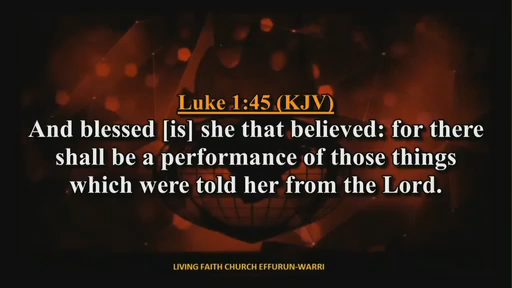 Luke 1:45 (KJV)
And blessed [is] she that believed: for there
shall be a performance of those things
which were told her from the Lord.
LIVING FAITH CHURCH EFFURUN-WARRI